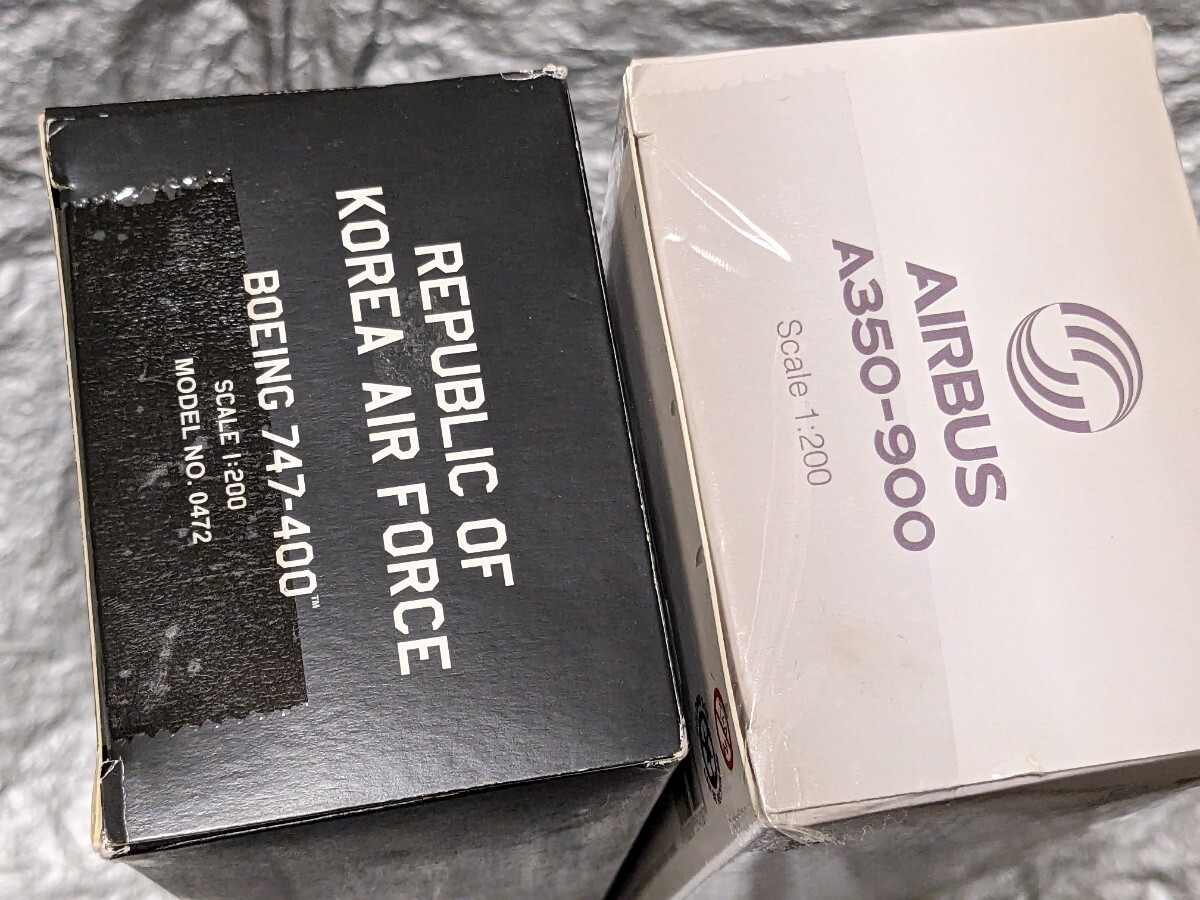 REPUBLIC OF
KOREA AIR FORCE
BOEING 747-400™
SCALE 1:200
MODEL NO. 0472
AIRBUS
A350-900
Scale 1:200